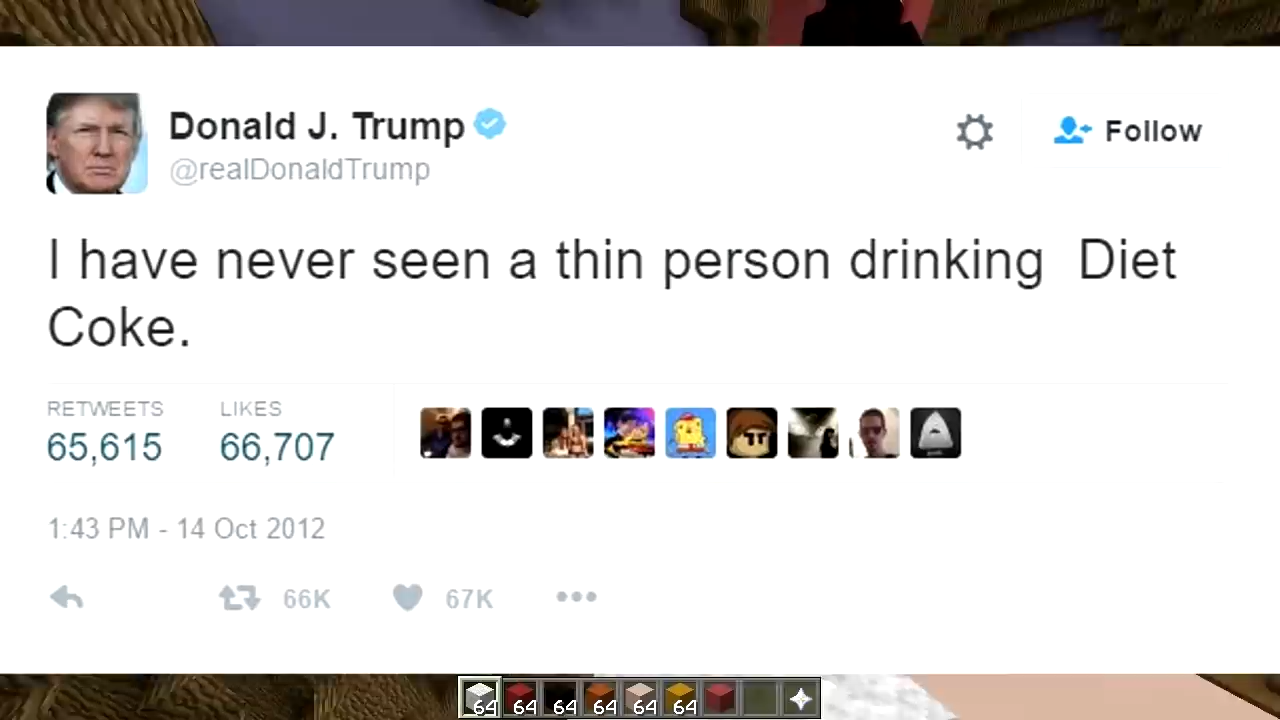 Donald J. Trump
@realDonaldTrump
Follow
I have never seen a thin person drinking Diet
Coke.
RETWEETS LIKES
65,615 66,707
1:43 PM - 14 Oct 2012
66K 67K
64 64 64 64 64 64